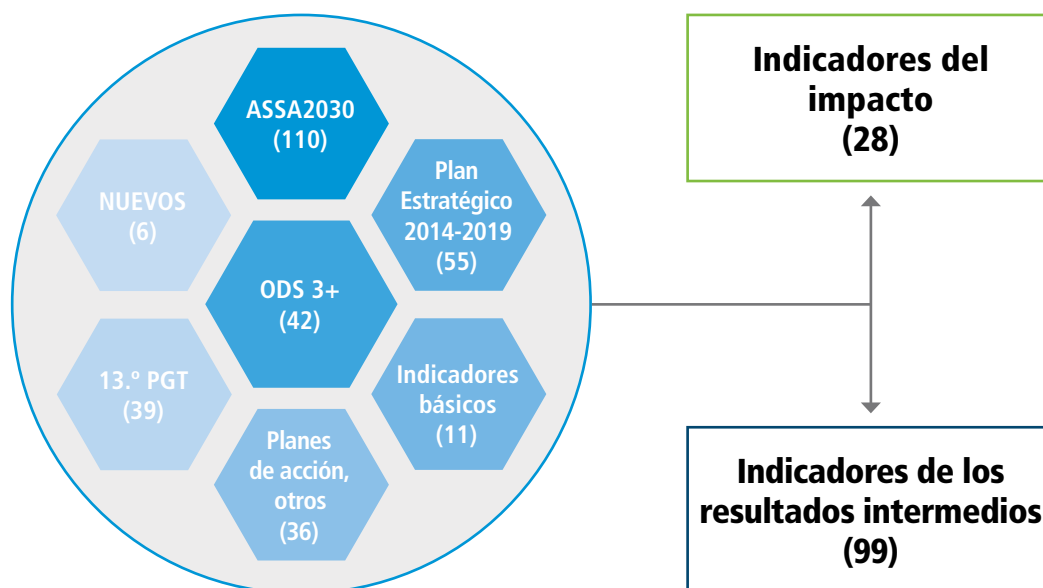 ASSA2030
(110)
NUEVOS
(6)
Plan
Estratégico
2014-2019
(55)
ODS 3+
(42)
13.º PGT
(39)
Indicadores
básicos
(11)
Planes
de acción,
otros
(36)
Indicadores del
impacto
(28)
Indicadores de los
resultados intermedios
(99)